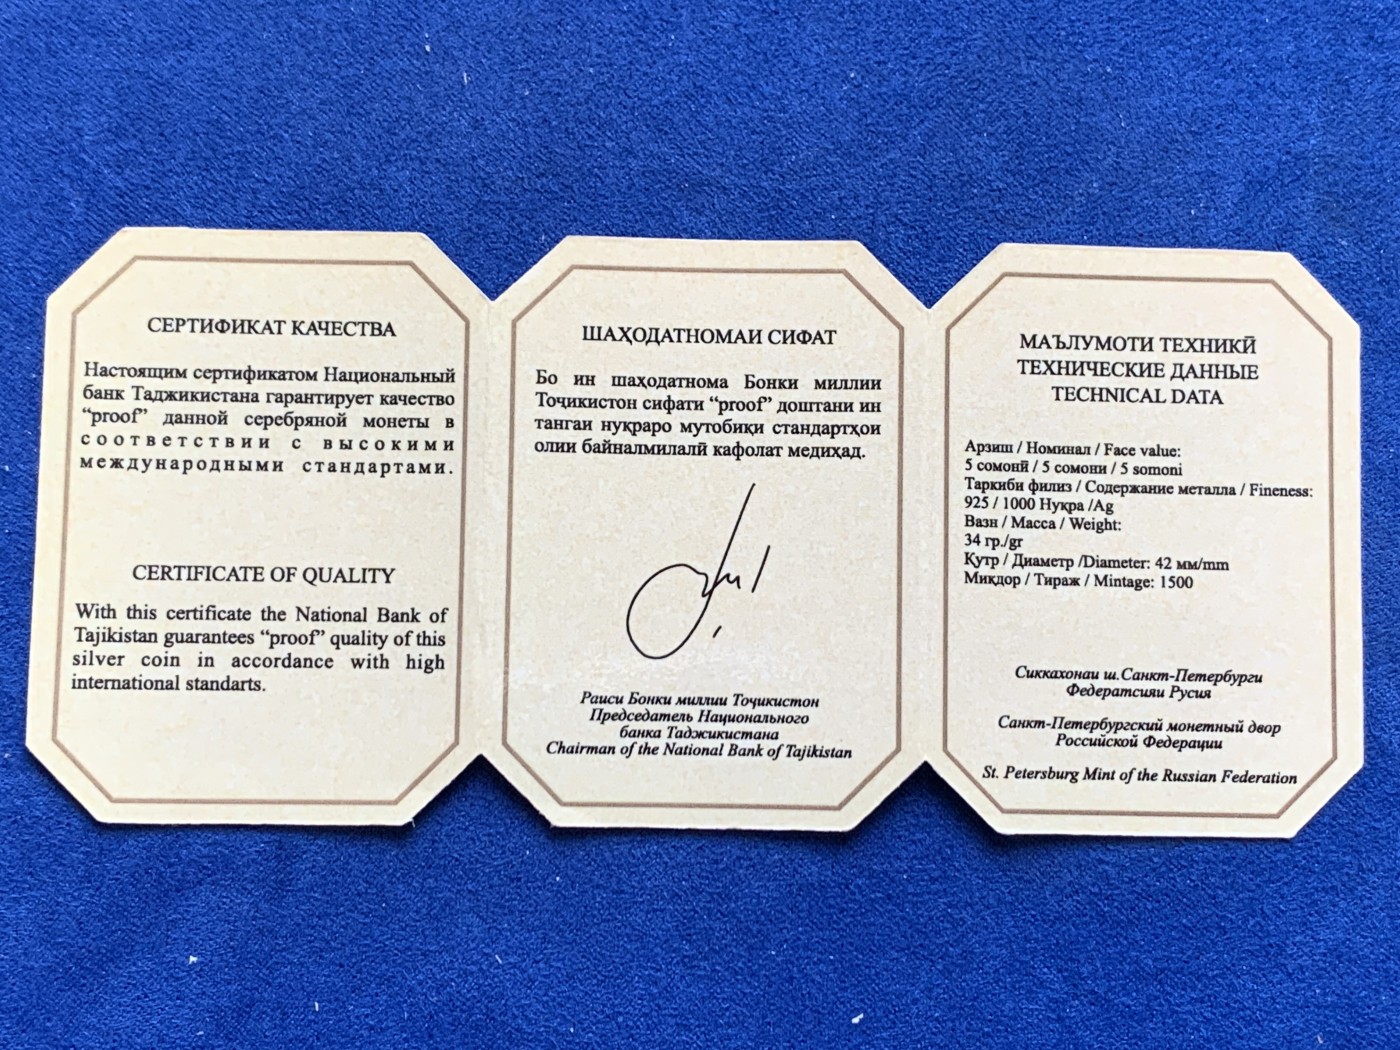 СЕРТИФИКАТ КАЧЕСТВА
Настоящим сертификатом Национальный
банк Таджикистана гарантирует качество
“proof” данной серебряной монеты в
соответствии с высокими
международными стандартами.
CERTIFICATE OF QUALITY
With this certificate the National Bank of
Tajikistan guarantees “proof” quality of this
silver coin in accordance with high
international standarts.
ШАҲОДАТНОМАИ СИФАТ
Бо ин шаҳодатнома Бонки миллии
Тоҷикистон сифати “proof” доштани ин
тангаи нуқраро мутобиқи стандартҳои
олии байналмилалӣ кафолат медиҳад.
Раиси Бонки миллии Тоҷикистон
Председатель Национального
банка Таджикистана
Chairman of the National Bank of Tajikistan
МАЪЛУМОТИ ТЕХНИКӢ
ТЕХНИЧЕСКИЕ ДАННЫЕ
TECHNICAL DATA
Арзиш / Номинал / Face value:
5 сомонӣ / 5 сомони / 5 somoni
Таркиби филиз / Содержание металла / Fineness:
925 / 1000 Нуқра /Ag
Вазн / Масса / Weight:
34 гр./gr
Қутр / Диаметр /Diameter: 42 мм/mm
Миқдор / Тираж / Mintage: 1500
Сиккахонаи ш.Санкт-Петербурги
Федератсияи Русия
Санкт-Петербургский монетный двор
Российской Федерации
St. Petersburg Mint of the Russian Federation